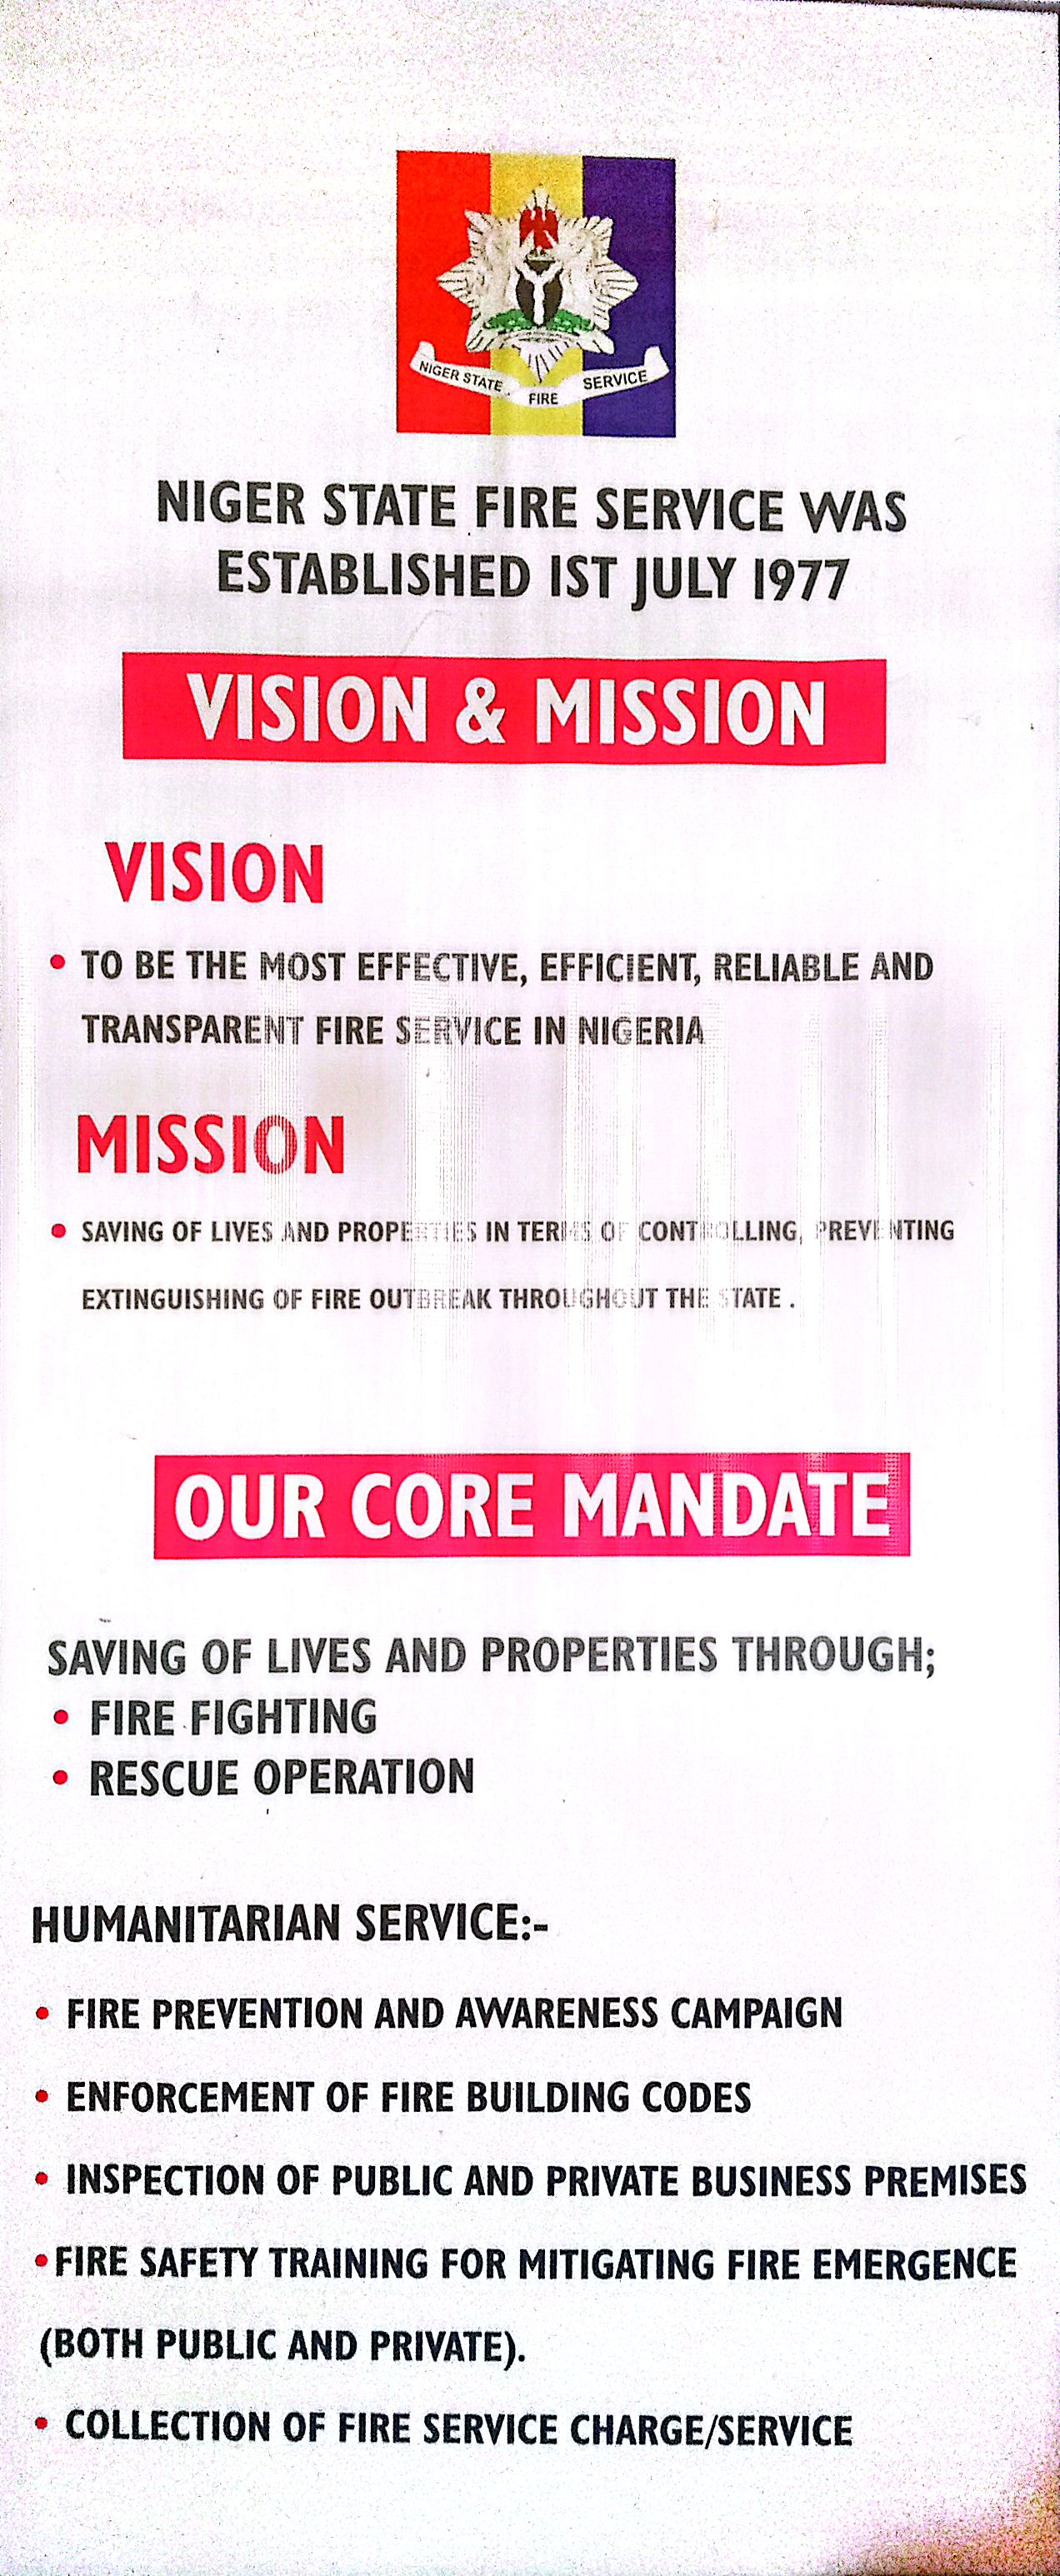 NIGER STATE FIRE SERVICE
NIGER STATE FIRE SERVICE WAS
ESTABLISHED IST JULY 1977
VISION & MISSION
VISION
• TO BE THE MOST EFFECTIVE, EFFICIENT, RELIABLE AND
TRANSPARENT FIRE SERVICE IN NIGERIA
MISSION
• SAVING OF LIVES AND PROPERTIES IN TERMS OF CONTROLLING, PREVENTING
EXTINGUISHING OF FIRE OUTBREAK THROUGHOUT THE STATE .
OUR CORE MANDATE
SAVING OF LIVES AND PROPERTIES THROUGH;
• FIRE FIGHTING
• RESCUE OPERATION
HUMANITARIAN SERVICE:-
• FIRE PREVENTION AND AWARENESS CAMPAIGN
• ENFORCEMENT OF FIRE BUILDING CODES
• INSPECTION OF PUBLIC AND PRIVATE BUSINESS PREMISES
• FIRE SAFETY TRAINING FOR MITIGATING FIRE EMERGENCE
(BOTH PUBLIC AND PRIVATE).
• COLLECTION OF FIRE SERVICE CHARGE/SERVICE